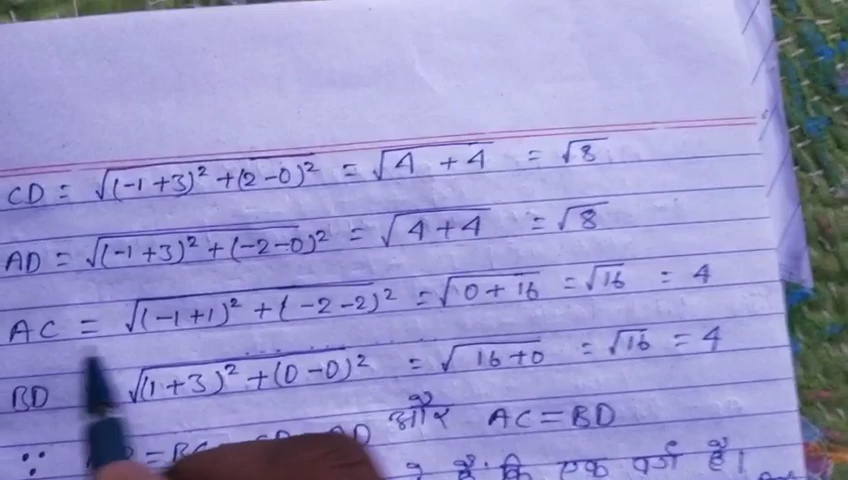 CD = √(-1+3)² + (2-0)² = √4 + 4 = √8
AD = √(-1+3)² + (-2-0)² = √4+4 = √8
AC = √(-1+1)² + (-2-2)² = √0+16 = √16 = 4
BD √(1+3)² + (0-0)² = √16+0 = √16 = 4
∵ = BC AD और AC = BD
कि एक वर्ग है।